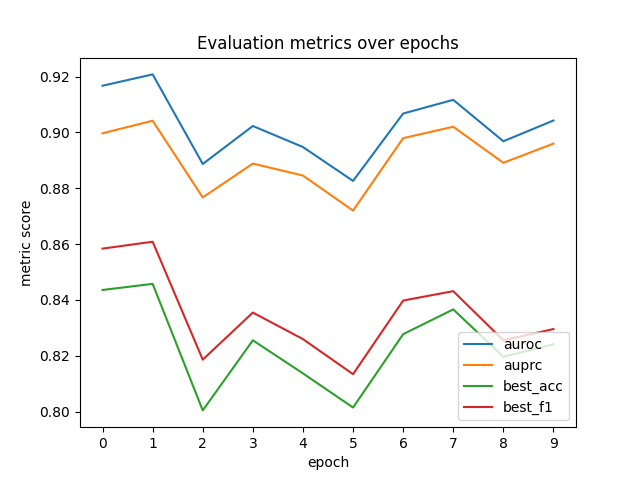 Evaluation metrics over epochs
metric score
0.92
0.90
0.88
0.86
0.84
0.82
0.80
auroc
auprc
best_acc
best_f1
0 1 2 3 4 5 6 7 8 9
epoch